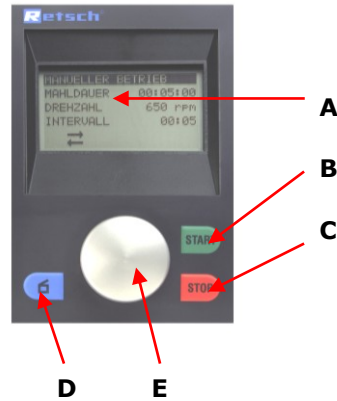 Retsch
MANUELLER BETRIEB
MAHLDAUER 00:05:00
DREHZAHL 650 rpm
INTERVALL 00:05
A
B
START
C
STOP
D
E